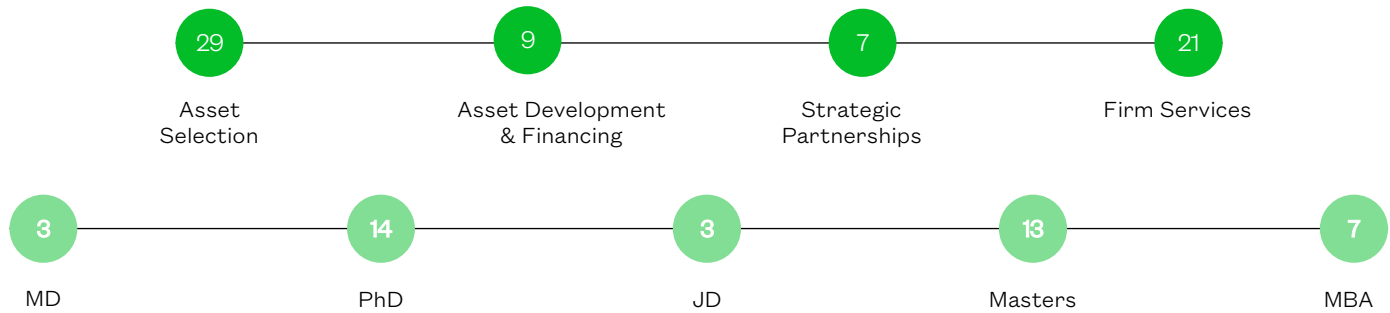 29
9
7
21
Asset
Selection
Asset Development
& Financing
Strategic
Partnerships
Firm Services
3
14
3
13
7
MD
PhD
JD
Masters
MBA